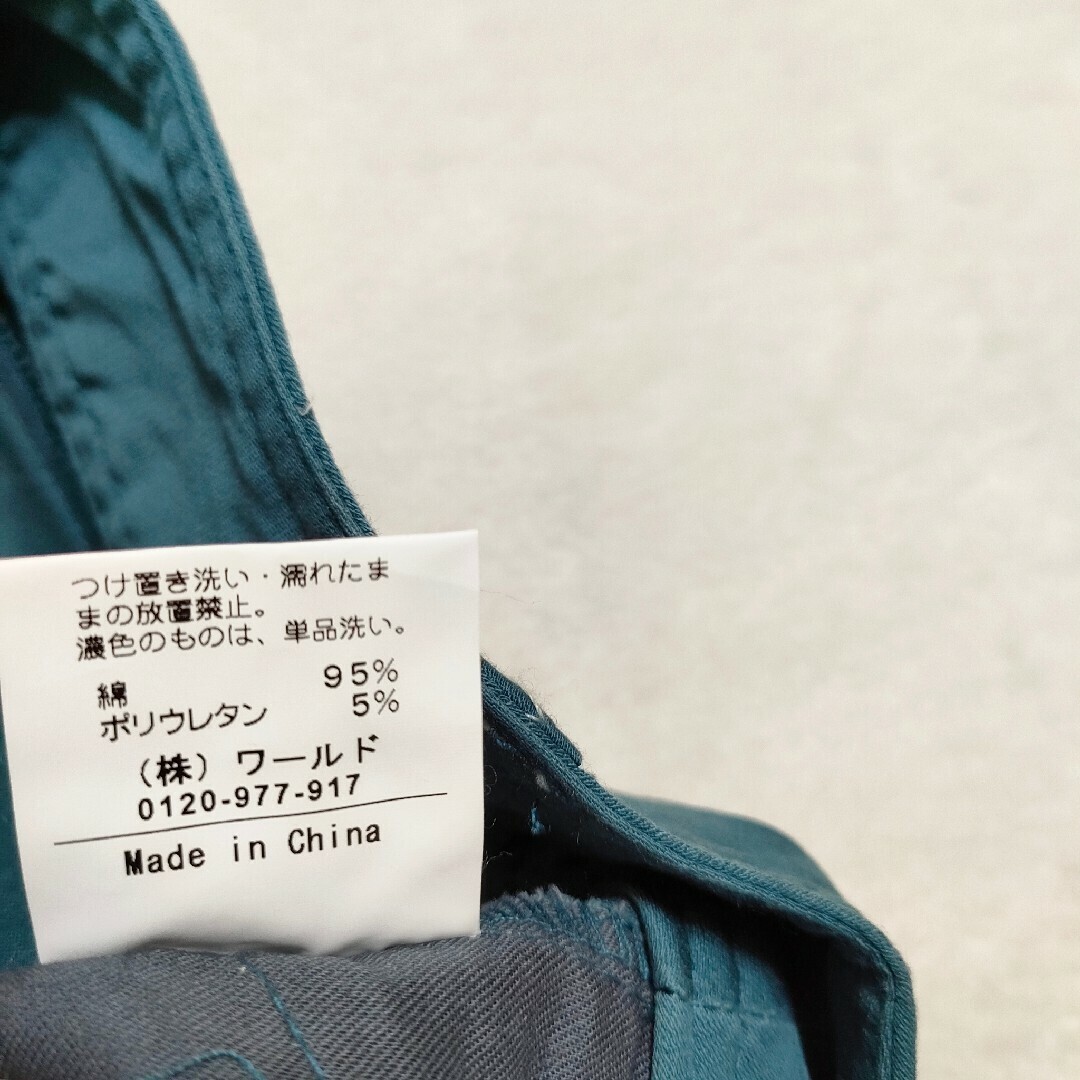 つけ置き洗い・濡れたま
まの放置禁止。
濃色のものは、単品洗い。
綿 95%
ポリウレタン 5%
(株)ワールド
0120-977-917
Made in China